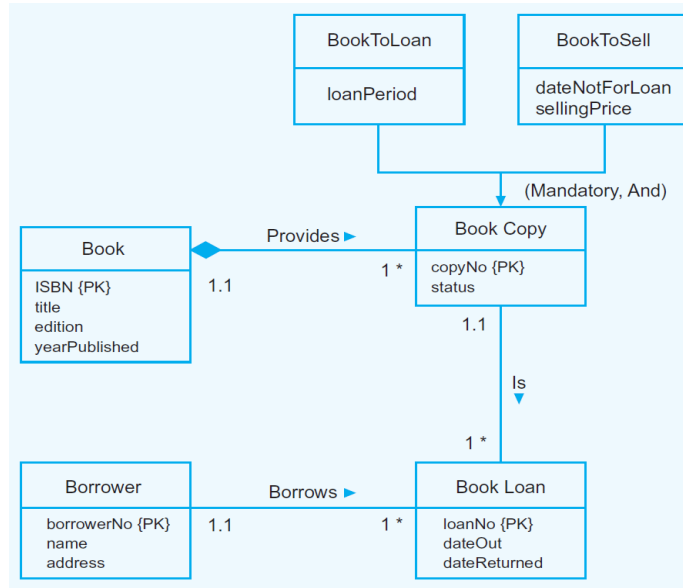 BookToLoan
loanPeriod
BookToSell
dateNotForLoan
sellingPrice
(Mandatory, And)
Book
ISBN {PK}
title
edition
yearPublished
Provides ►
1.1
1 *
Book Copy
copyNo {PK}
status
1.1
Is
▼
1 *
Borrower
borrowerNo {PK}
name
address
Borrows ►
1.1
1 *
Book Loan
loanNo {PK}
dateOut
dateReturned